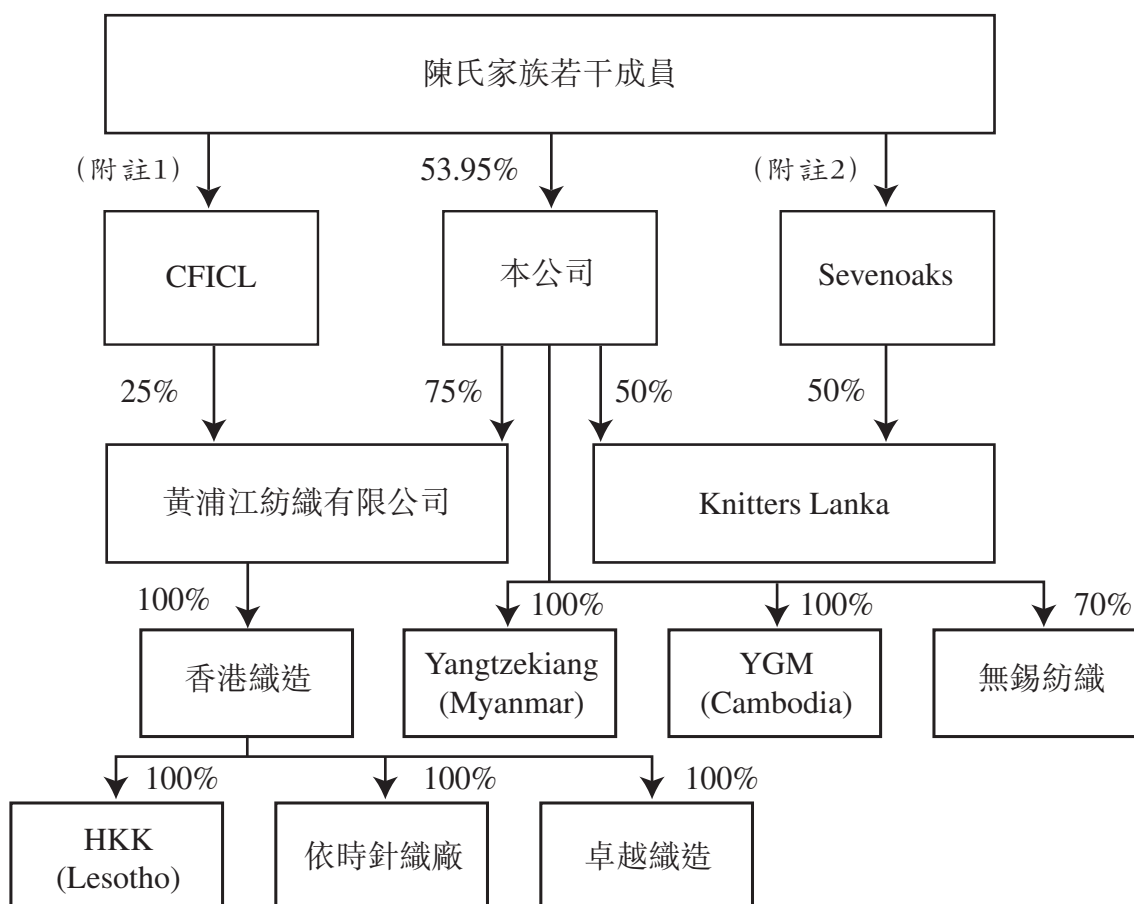 陳氏家族若干成員
(附註1)
53.95%
(附註2)
CFICL
本公司
Sevenoaks
25%
75%
50%
50%
黃浦江紡織有限公司
Knitters Lanka
100%
100%
100%
70%
香港織造
Yangtzekiang
(Myanmar)
YGM
(Cambodia)
無錫紡織
100%
100%
100%
HKK
(Lesotho)
依時針織廠
卓越織造